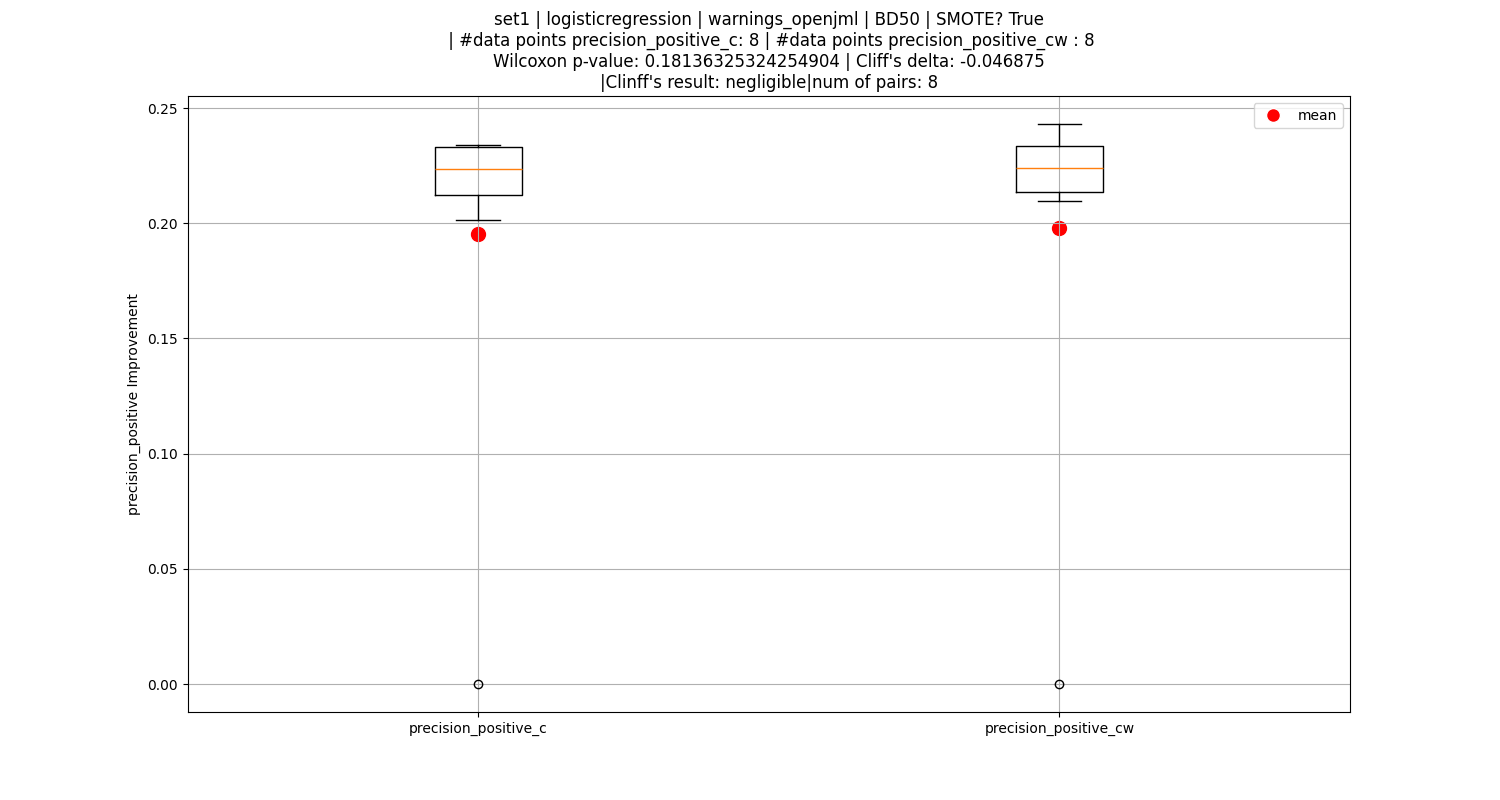 set1 | logisticregression | warnings_openjml | BD50 | SMOTE? True
| #data points precision_positive_c: 8 | #data points precision_positive_cw : 8
Wilcoxon p-value: 0.18136325324254904 | Cliff's delta: -0.046875
|Clinff's result: negligible|num of pairs: 8
mean
0.25
0.20
0.15
0.10
0.05
0.00
precision_positive Improvement
precision_positive_c
precision_positive_cw